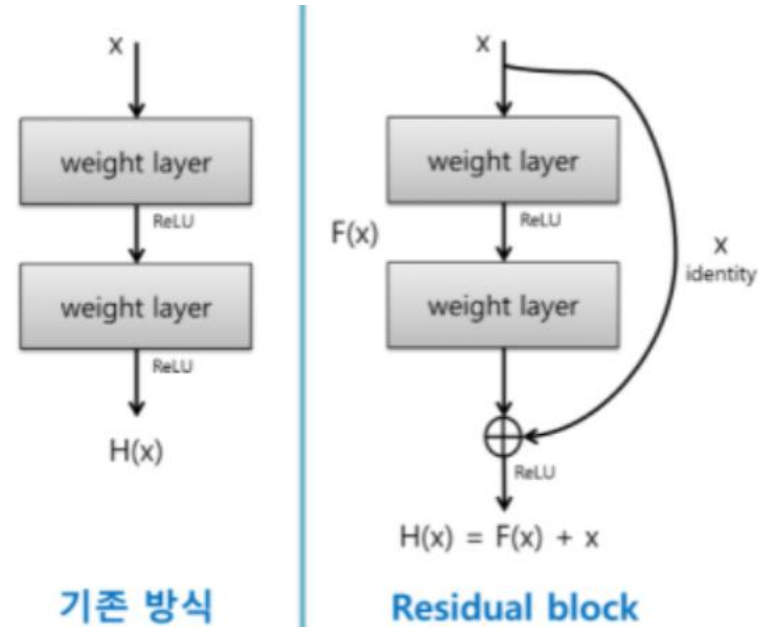 x
weight layer
ReLU
weight layer
ReLU
H(x)
기존 방식
x
weight layer
ReLU
F(x)
x
identity
weight layer
ReLU
H(x) = F(x) + x
Residual block